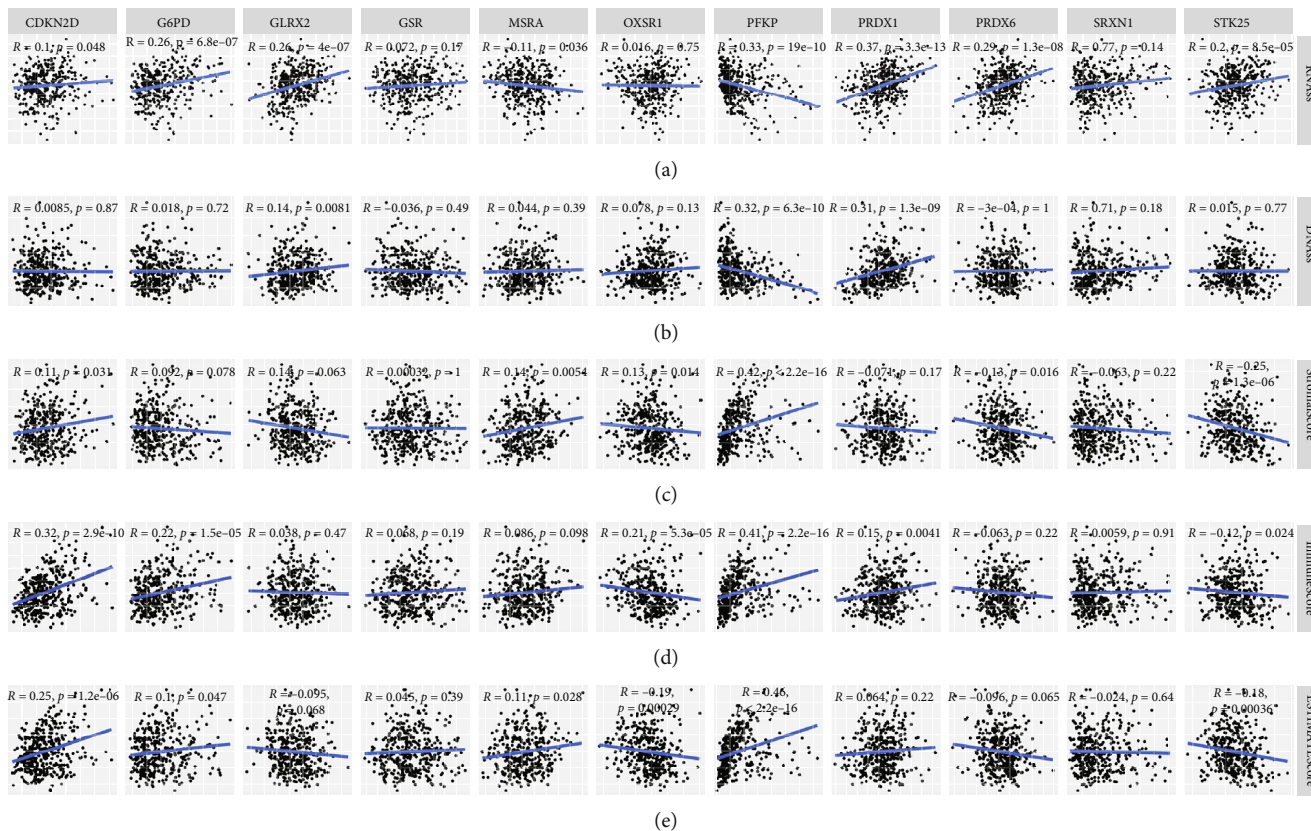 CDKN2D G6PD GLRX2 GSR MSRA OXSR1 PFKP PRDX1 PRDX6 SRXN1 STK25
R = 0.1, p = 0.048 R = 0.26, p = 6.8e–07 R = 0.26, p = 4e–07 R = 0.072, p = 0.17 R = –0.11, p = 0.036 R = 0.016, p = 0.75 R = 0.33, p = 19e–10 R = 0.37, p = 3.3e–13 R = 0.29, p = 1.3e–08 R = 0.77, p = 0.14 R = 0.2, p = 8.5e–05
RNAss
(a)
R = 0.0085, p = 0.87 R = 0.018, p = 0.72 R = 0.14, p = 0.0081 R = –0.036, p = 0.49 R = 0.044, p = 0.39 R = 0.078, p = 0.13 R = 0.32, p = 6.3e–10 R = 0.31, p = 1.3e–09 R = –3e–04, p = 1 R = 0.71, p = 0.18 R = 0.015, p = 0.77
DNAss
(b)
R = 0.11, p = 0.031 R = 0.092, p = 0.078 R = 0.14, p = 0.063 R = 0.00032, p = 1 R = 0.14, p = 0.0054 R = 0.13, p = 0.014 R = 0.42, p < 2.2e–16 R = –0.071, p = 0.17 R = –0.13, p = 0.016 R = –0.063, p = 0.22 R = –0.25,
p = 1.3e–06
StromalScore
(c)
R = 0.32, p = 2.9e–10 R = 0.22, p = 1.5e–05 R = 0.038, p = 0.47 R = 0.068, p = 0.19 R = 0.086, p = 0.098 R = 0.21, p = 5.3e–05 R = 0.41, p = 2.2e–16 R = 0.15, p = 0.0041 R = –0.063, p = 0.22 R = –0.0059, p = 0.91 R = –0.12, p = 0.024
ImmuneScore
(d)
R = 0.25, p = 1.2e–06 R = 0.1, p = 0.047 R = –0.095,
p = 0.068 R = 0.045, p = 0.39 R = 0.11, p = 0.028 R = –0.19,
p = 0.00029 R = 0.46,
p < 2.2e–16 R = 0.064, p = 0.22 R = –0.096, p = 0.065 R = –0.024, p = 0.64 R = –0.18,
p = 0.00036
ESTIMATEScore
(e)